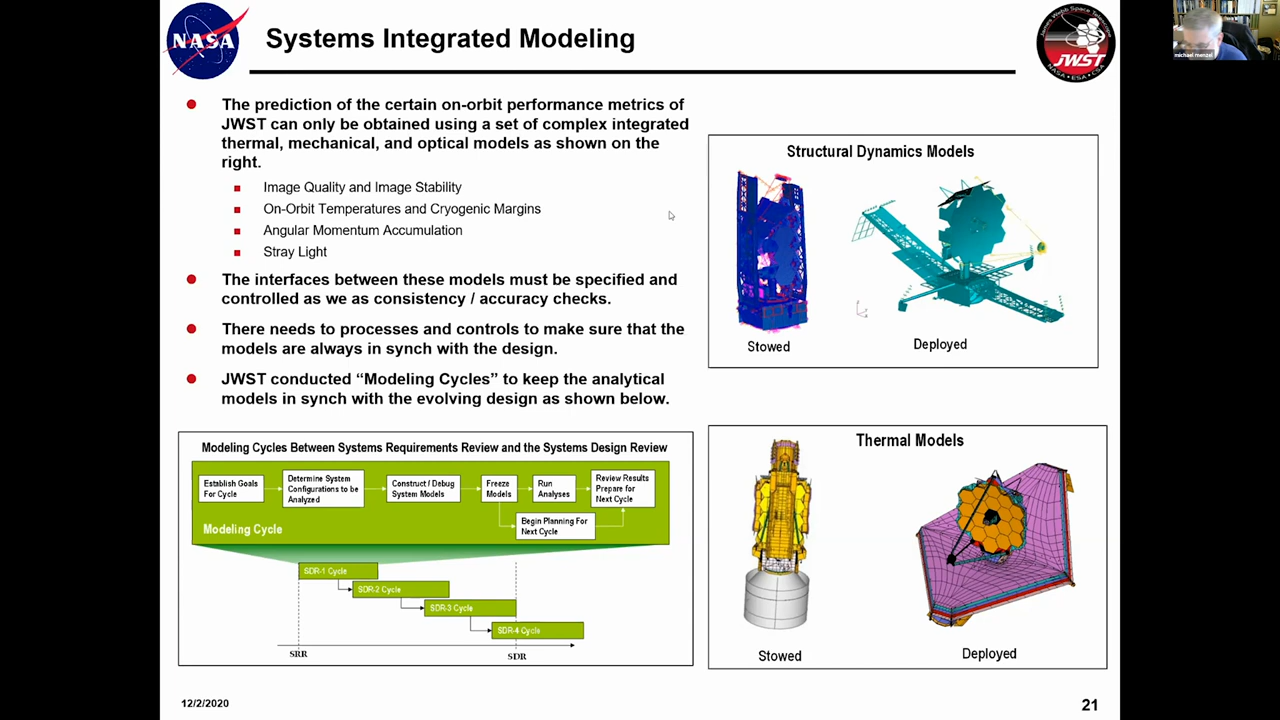 NASA
Systems Integrated Modeling
JWST
michael menzel
The prediction of the certain on-orbit performance metrics of
JWST can only be obtained using a set of complex integrated
thermal, mechanical, and optical models as shown on the
right.
Image Quality and Image Stability
On-Orbit Temperatures and Cryogenic Margins
Angular Momentum Accumulation
Stray Light
The interfaces between these models must be specified and
controlled as we as consistency / accuracy checks.
There needs to processes and controls to make sure that the
models are always in synch with the design.
JWST conducted “Modeling Cycles” to keep the analytical
models in synch with the evolving design as shown below.
Structural Dynamics Models
Stowed
Deployed
Modeling Cycles Between Systems Requirements Review and the Systems Design Review
Establish Goals
For Cycle
Determine System
Configurations to be
Analyzed
Construct / Debug
System Models
Freeze
Models
Run
Analyses
Review Results
Prepare for
Next Cycle
Begin Planning For
Next Cycle
Modeling Cycle
SDR-1 Cycle
SDR-2 Cycle
SDR-3 Cycle
SDR-4 Cycle
SRR
SDR
Thermal Models
Stowed
Deployed
12/2/2020
21